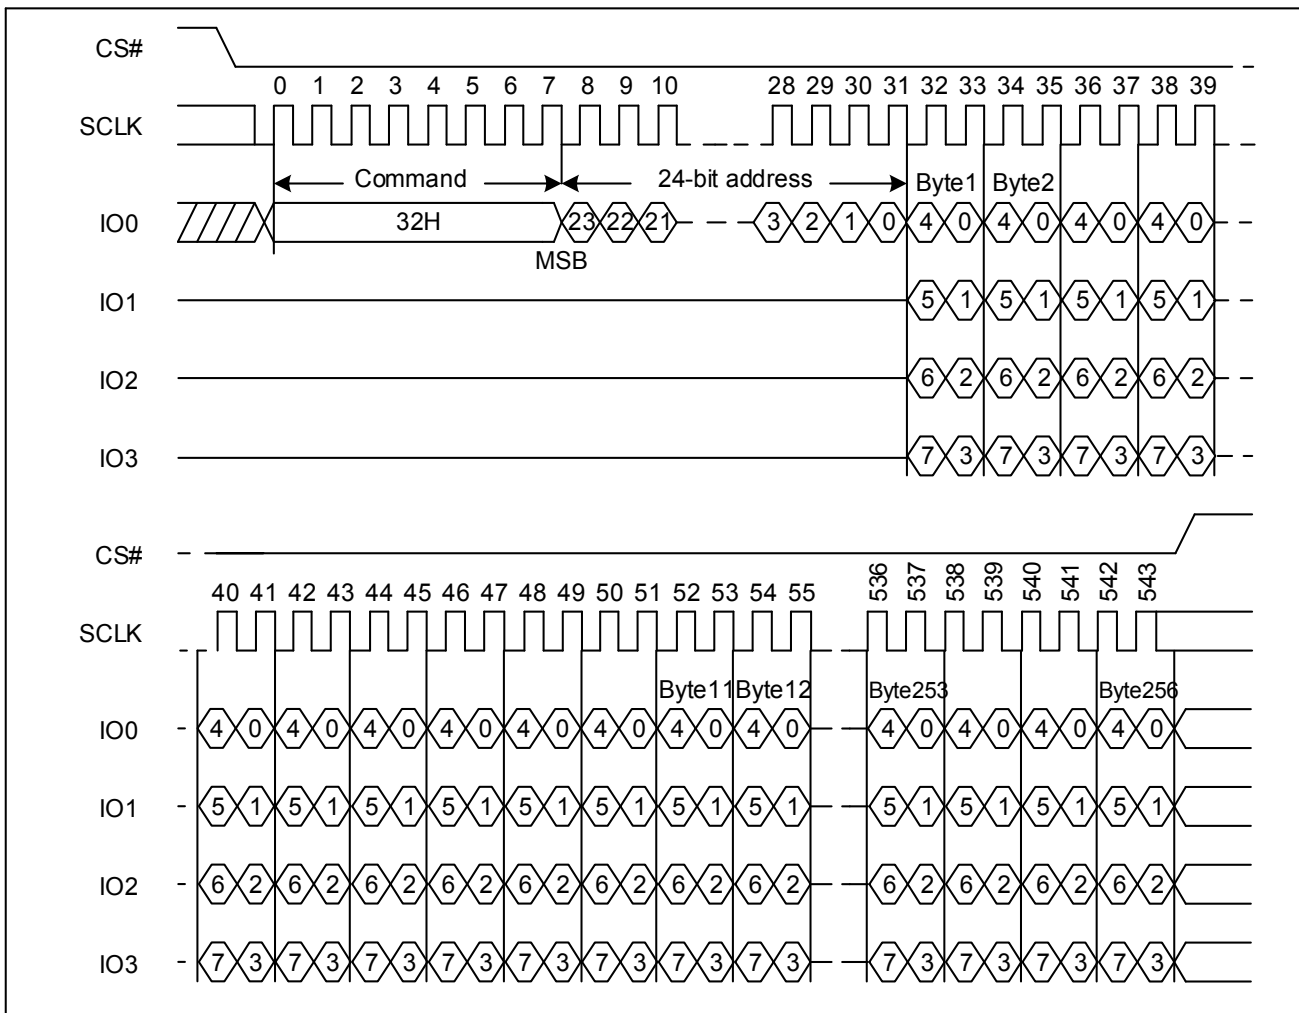 CS#
0 1 2 3 4 5 6 7 8 9 10 28 29 30 31 32 33 34 35 36 37 38 39
SCLK
Command 24-bit address Byte1 Byte2
IO0 32H 23 22 21 3 2 1 0 4 0 4 0 4 0 4 0
MSB
IO1 5 1 5 1 5 1 5 1
IO2 6 2 6 2 6 2 6 2
IO3 7 3 7 3 7 3 7 3
CS#
40 41 42 43 44 45 46 47 48 49 50 51 52 53 54 55 536 537 538 539 540 541 542 543
SCLK
Byte11 Byte12 Byte253 Byte256
IO0 4 0 4 0 4 0 4 0 4 0 4 0 4 0 4 0 4 0 4 0 4 0 4 0
IO1 5 1 5 1 5 1 5 1 5 1 5 1 5 1 5 1 5 1 5 1 5 1 5 1
IO2 6 2 6 2 6 2 6 2 6 2 6 2 6 2 6 2 6 2 6 2 6 2 6 2
IO3 7 3 7 3 7 3 7 3 7 3 7 3 7 3 7 3 7 3 7 3 7 3 7 3